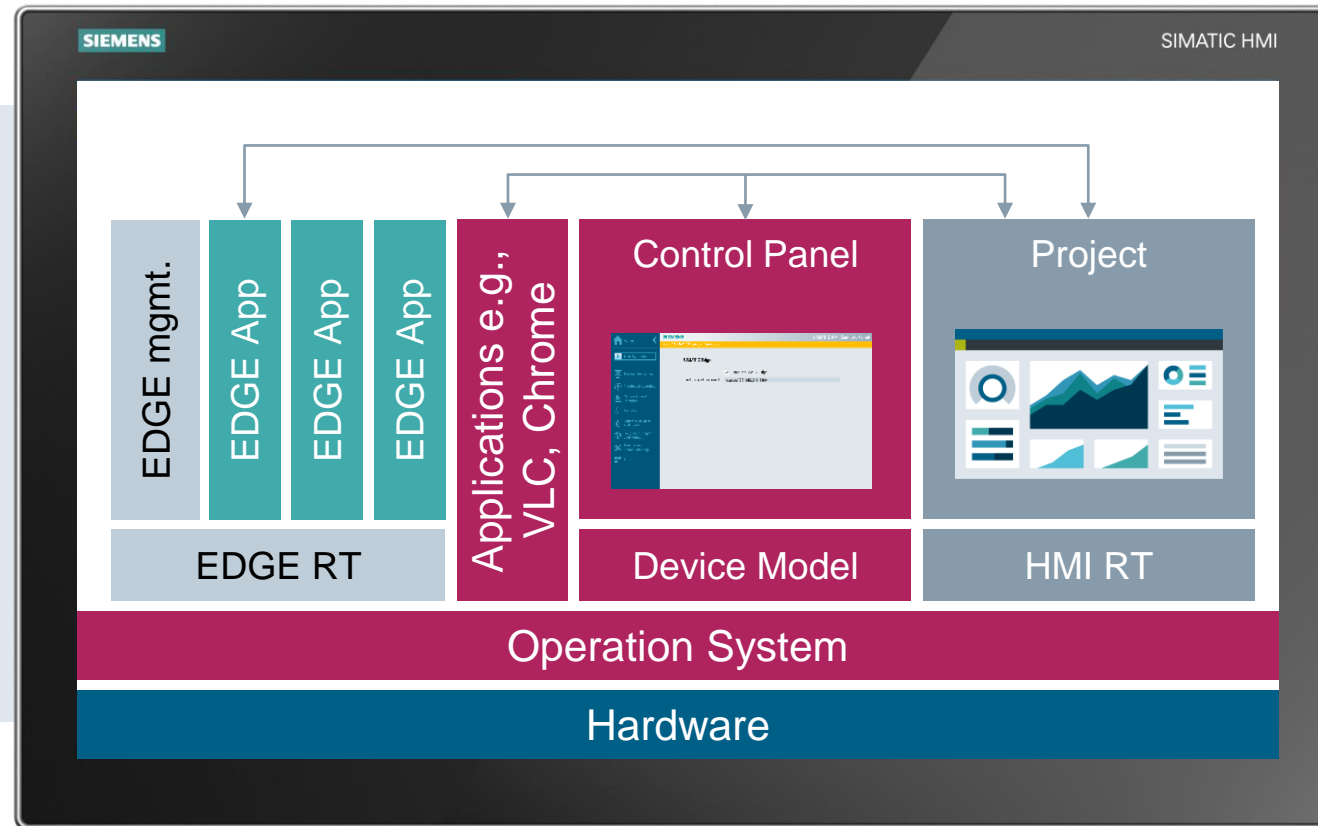 SIEMENS
SIMATIC HMI
EDGE mgmt.
EDGE App
EDGE App
EDGE App
Applications e.g.,
VLC, Chrome
Control Panel
Project
EDGE RT
Device Model
HMI RT
Operation System
Hardware